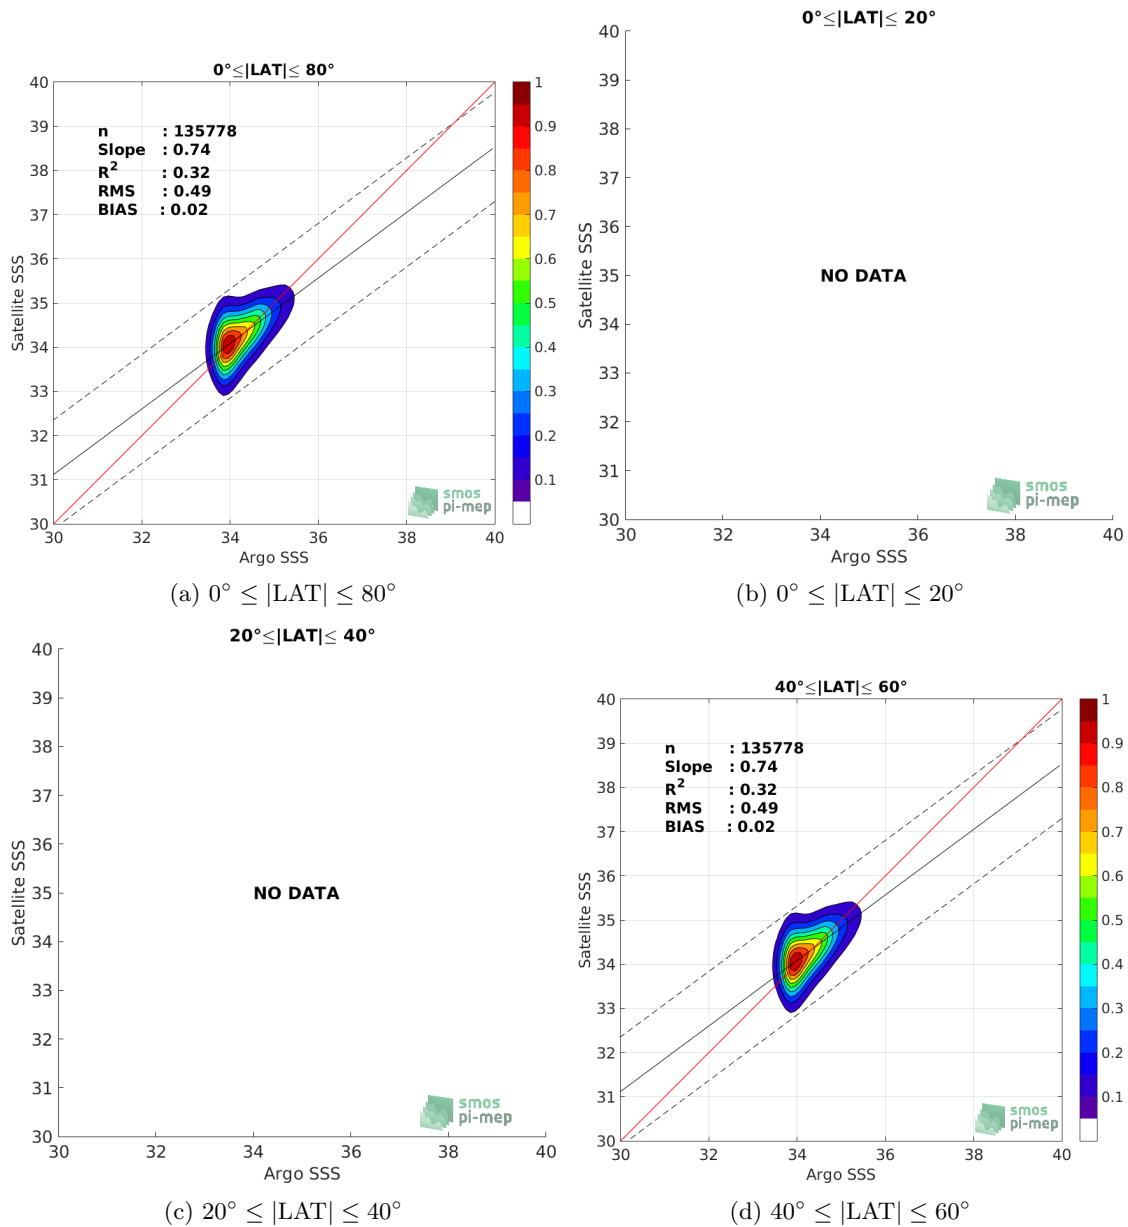 0°≤|LAT|≤ 80°
40
39
38
37
36
35
34
33
32
31
30
Satellite SSS
n : 135778
Slope : 0.74
R² : 0.32
RMS : 0.49
BIAS : 0.02
smos
pi-mep
30 32 34 36 38 40
Argo SSS
1
0.9
0.8
0.7
0.6
0.5
0.4
0.3
0.2
0.1
(a) 0° ≤ |LAT| ≤ 80°
0°≤|LAT|≤ 20°
40
39
38
37
36
35
34
33
32
31
30
Satellite SSS
NO DATA
smos
pi-mep
30 32 34 36 38 40
Argo SSS
(b) 0° ≤ |LAT| ≤ 20°
20°≤|LAT|≤ 40°
40
39
38
37
36
35
34
33
32
31
30
Satellite SSS
NO DATA
smos
pi-mep
30 32 34 36 38 40
Argo SSS
(c) 20° ≤ |LAT| ≤ 40°
40°≤|LAT|≤ 60°
40
39
38
37
36
35
34
33
32
31
30
Satellite SSS
n : 135778
Slope : 0.74
R² : 0.32
RMS : 0.49
BIAS : 0.02
smos
pi-mep
30 32 34 36 38 40
Argo SSS
1
0.9
0.8
0.7
0.6
0.5
0.4
0.3
0.2
0.1
(d) 40° ≤ |LAT| ≤ 60°